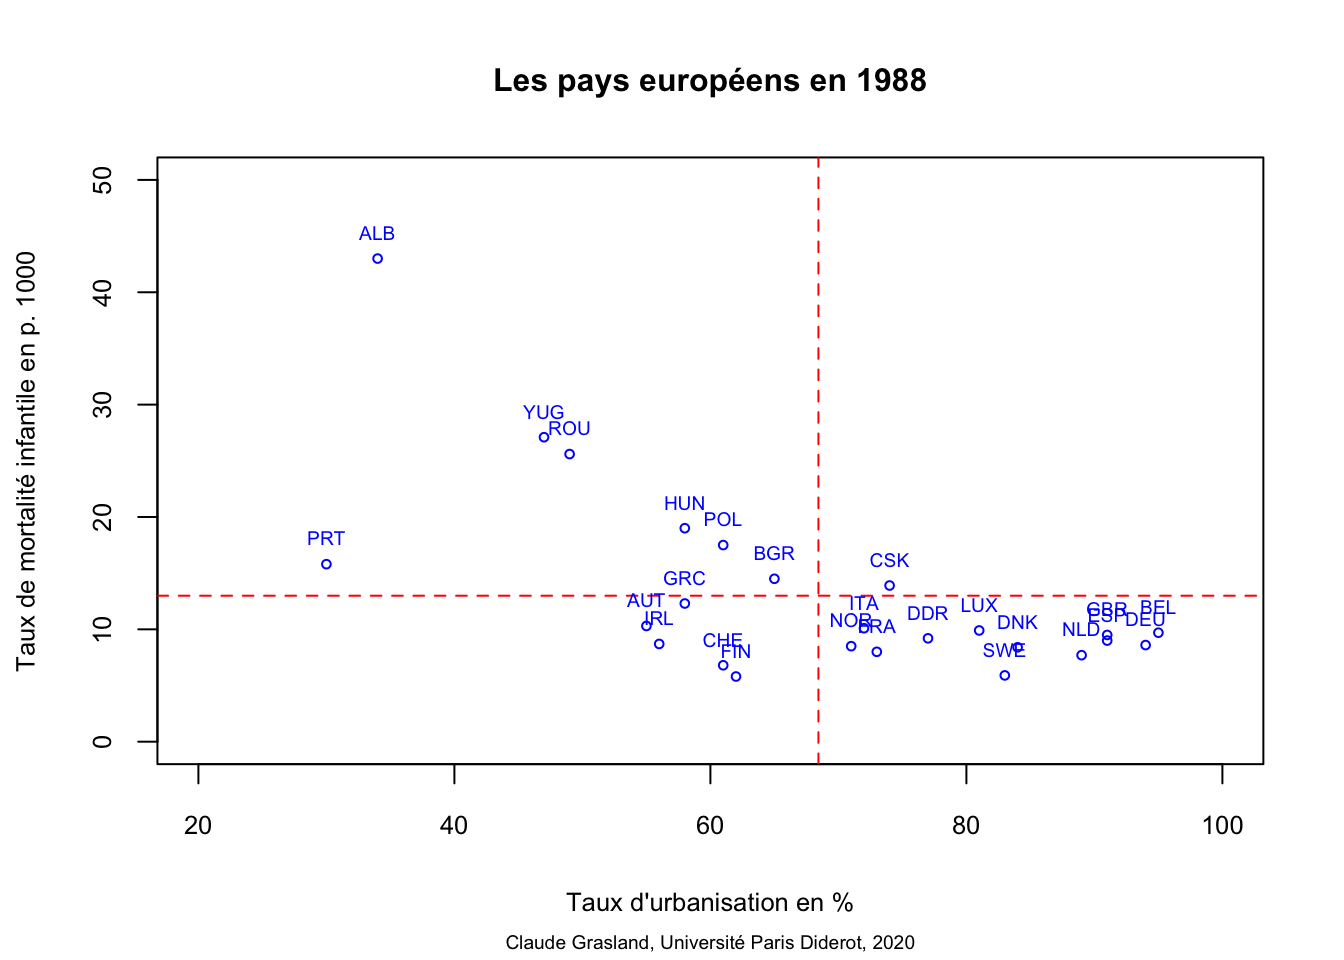 Les pays européens en 1988
Taux de mortalité infantile en p. 1000
50
40
30
20
10
0
ALB
YUG
ROU
HUN
POL
PRT
BGR
CSK
GRC
AUT
ITA
LUX
GBR
BEL
IRL
NOR
FRA
DDR
DNK
ESP
DEU
NLD
CHE
FIN
SWE
20 40 60 80 100
Taux d'urbanisation en %
Claude Grasland, Université Paris Diderot, 2020